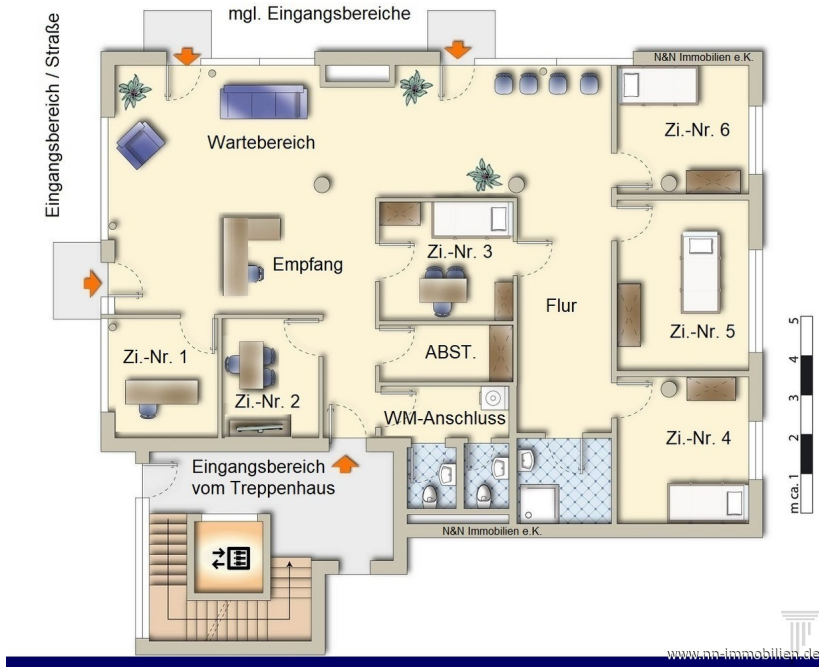 mgl. Eingangsbereiche
Eingangsbereich / Straße
N&N Immobilien e.K.
Wartebereich
Zi.-Nr. 6
Zi.-Nr. 3
Empfang
Flur
Zi.-Nr. 5
Zi.-Nr. 1
ABST.
Zi.-Nr. 2
WM-Anschluss
Zi.-Nr. 4
Eingangsbereich
vom Treppenhaus
N&N Immobilien e.K.
m ca. 1 2 3 4 5
www.nn-immobilien.de